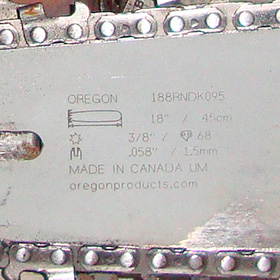 OREGON 188RNDK095
18" / 45cm
3/8" / 68
.058" / 1.5mm
MADE IN CANADA UM
oregonproducts.com